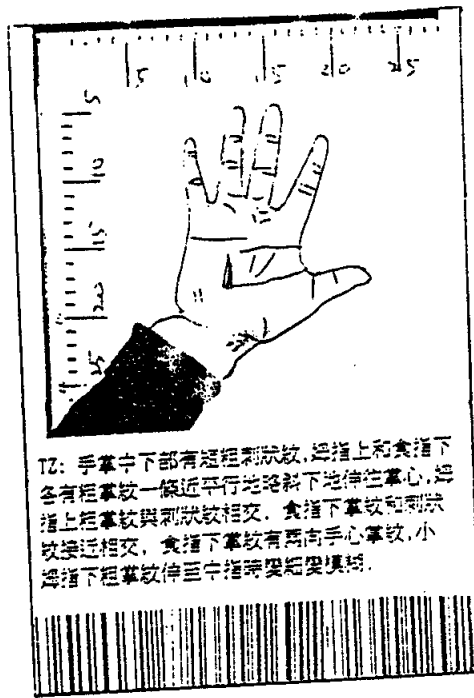 5 10 15 20 25
5
10
15
20
25
TZ: 手掌中下部有短粗刺狀紋,姆指上和食指下
各有粗掌紋一條近平行地略斜下地伸往掌心,姆
指上粗掌紋與刺狀紋相交, 食指下掌紋和刺狀
紋接近相交, 食指下掌紋有兩向手心掌紋,小
姆指下粗掌紋伸至中指時變細變模糊.